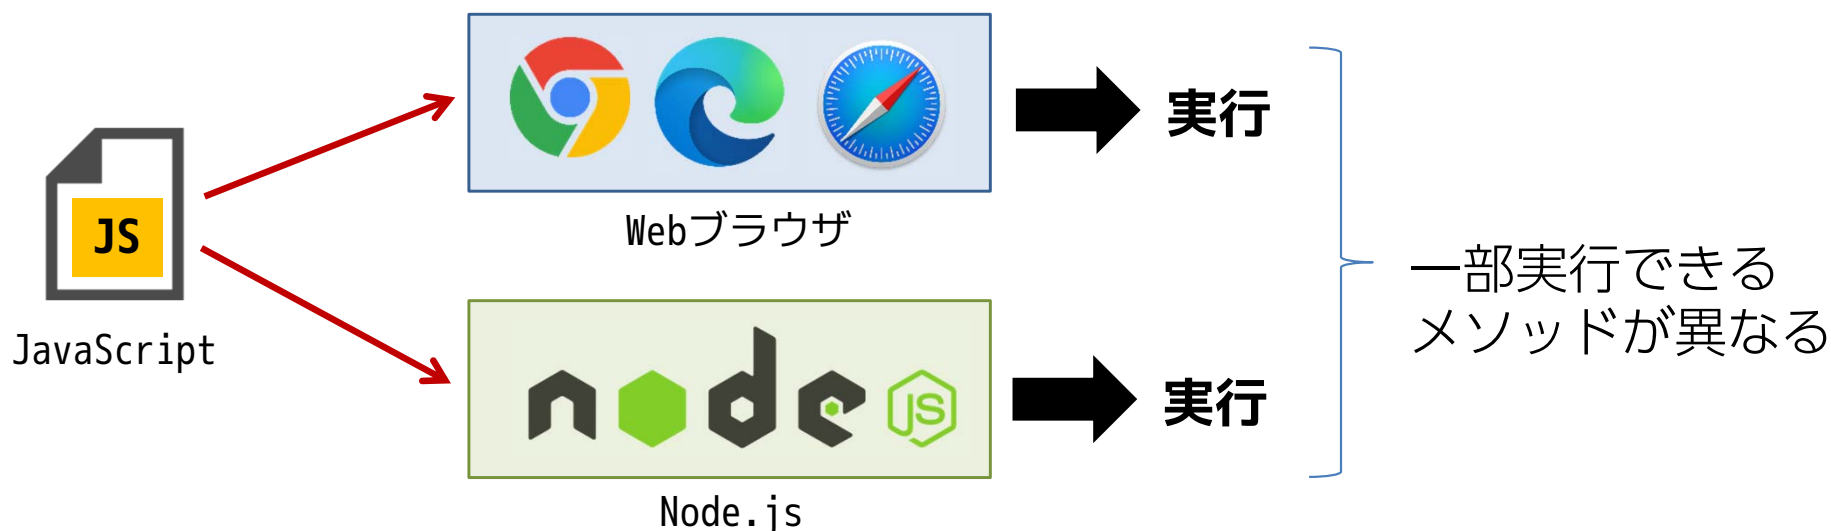 JS
JavaScript
Webブラウザ
実行
node
JS
Node.js
実行
一部実行できる
メソッドが異なる